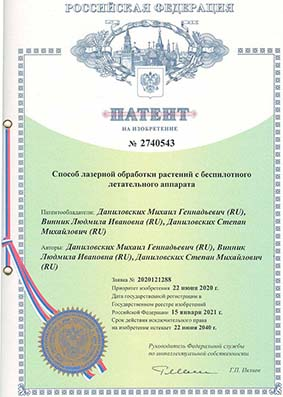 РОССИЙСКАЯ ФЕДЕРАЦИЯ
ПАТЕНТ
НА ИЗОБРЕТЕНИЕ
№ 2740543
Способ лазерной обработки растений с беспилотного
летательного аппарата
Патентообладатели: Даниловских Михаил Геннадьевич (RU),
Винник Людмила Ивановна (RU), Даниловских Степан
Михайлович (RU)
Авторы: Даниловских Михаил Геннадьевич (RU), Винник
Людмила Ивановна (RU), Даниловских Степан Михайлович
(RU)
Заявка № 2020121288
Приоритет изобретения 22 июня 2020 г.
Дата государственной регистрации в
Государственном реестре изобретений
Российской Федерации 15 января 2021 г.
Срок действия исключительного права
на изобретение истекает 22 июня 2040 г.
Руководитель Федеральной службы
по интеллектуальной собственности
Г.П. Ивлиев